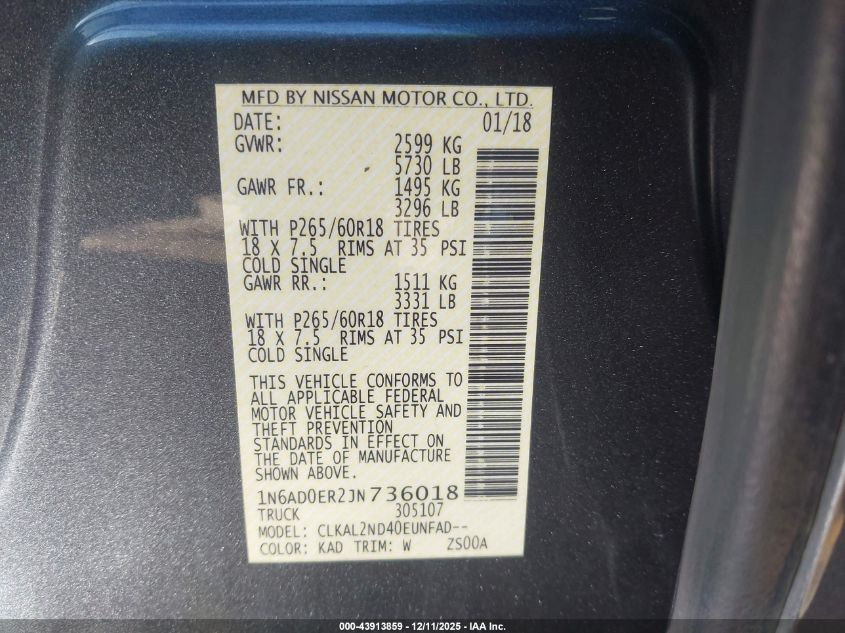 MFD BY NISSAN MOTOR CO., LTD.
DATE: 01/18
GVWR: 2599 KG
5730 LB
GAWR FR.: 1495 KG
3296 LB
WITH P265/60R18 TIRES
18 X 7.5 RIMS AT 35 PSI
COLD SINGLE
GAWR RR.: 1511 KG
3331 LB
WITH P265/60R18 TIRES
18 X 7.5 RIMS AT 35 PSI
COLD SINGLE
THIS VEHICLE CONFORMS TO
ALL APPLICABLE FEDERAL
MOTOR VEHICLE SAFETY AND
THEFT PREVENTION
STANDARDS IN EFFECT ON
THE DATE OF MANUFACTURE
SHOWN ABOVE.
1N6AD0ER2JN736018
TRUCK 305107
MODEL: CLKAL2ND40EUNFAD--
COLOR: KAD TRIM: W ZS00A
000-43913859 - 12/11/2025 - IAA Inc.